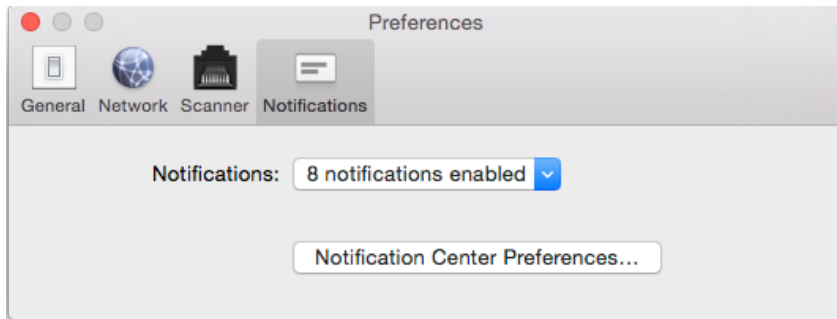 Preferences
General Network Scanner Notifications
Notifications: 8 notifications enabled
Notification Center Preferences...